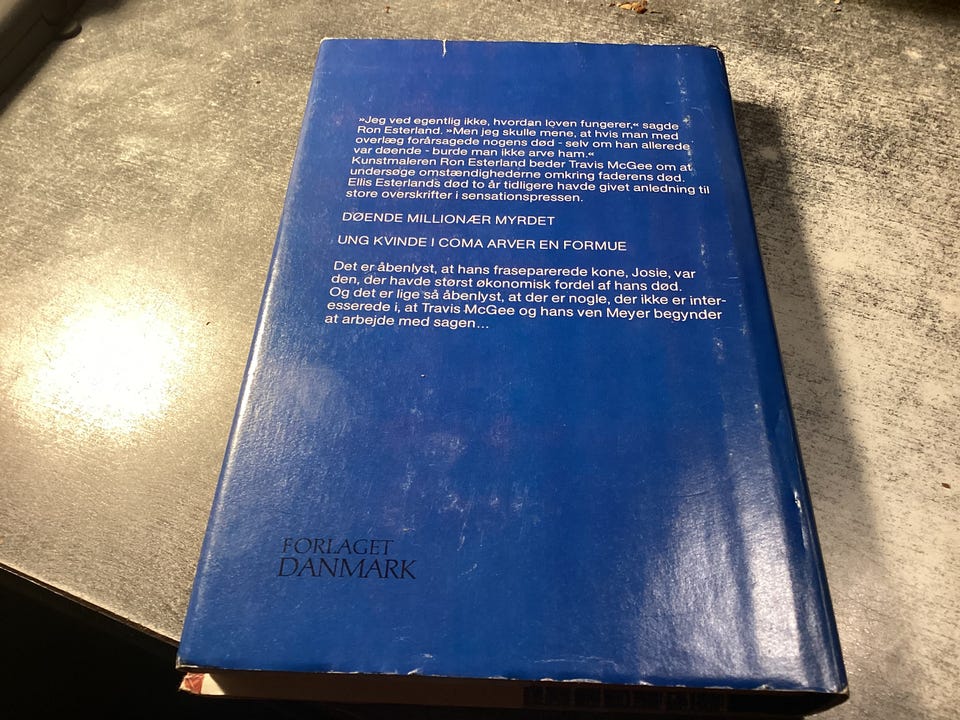 »Jeg ved egentlig ikke, hvordan loven fungerer,« sagde
Ron Esterland. »Men jeg skulle mene, at hvis man med
overlæg forårsagede nogens død - selv om han allerede
var døende - burde man ikke arve ham.«
Kunstmaleren Ron Esterland beder Travis McGee om at
undersøge omstændighederne omkring faderens død.
Ellis Esterlands død to år tidligere havde givet anledning til
store overskrifter i sensationspressen.
DØENDE MILLIONÆR MYRDET
UNG KVINDE I COMA ARVER EN FORMUE
Det er åbenlyst, at hans fraseparerede kone, Josie, var
den, der havde størst økonomisk fordel af hans død.
Og det er lige så åbenlyst, at der er nogle, der ikke er inter-
esserede i, at Travis McGee og hans ven Meyer begynder
at arbejde med sagen...
FORLAGET
DANMARK